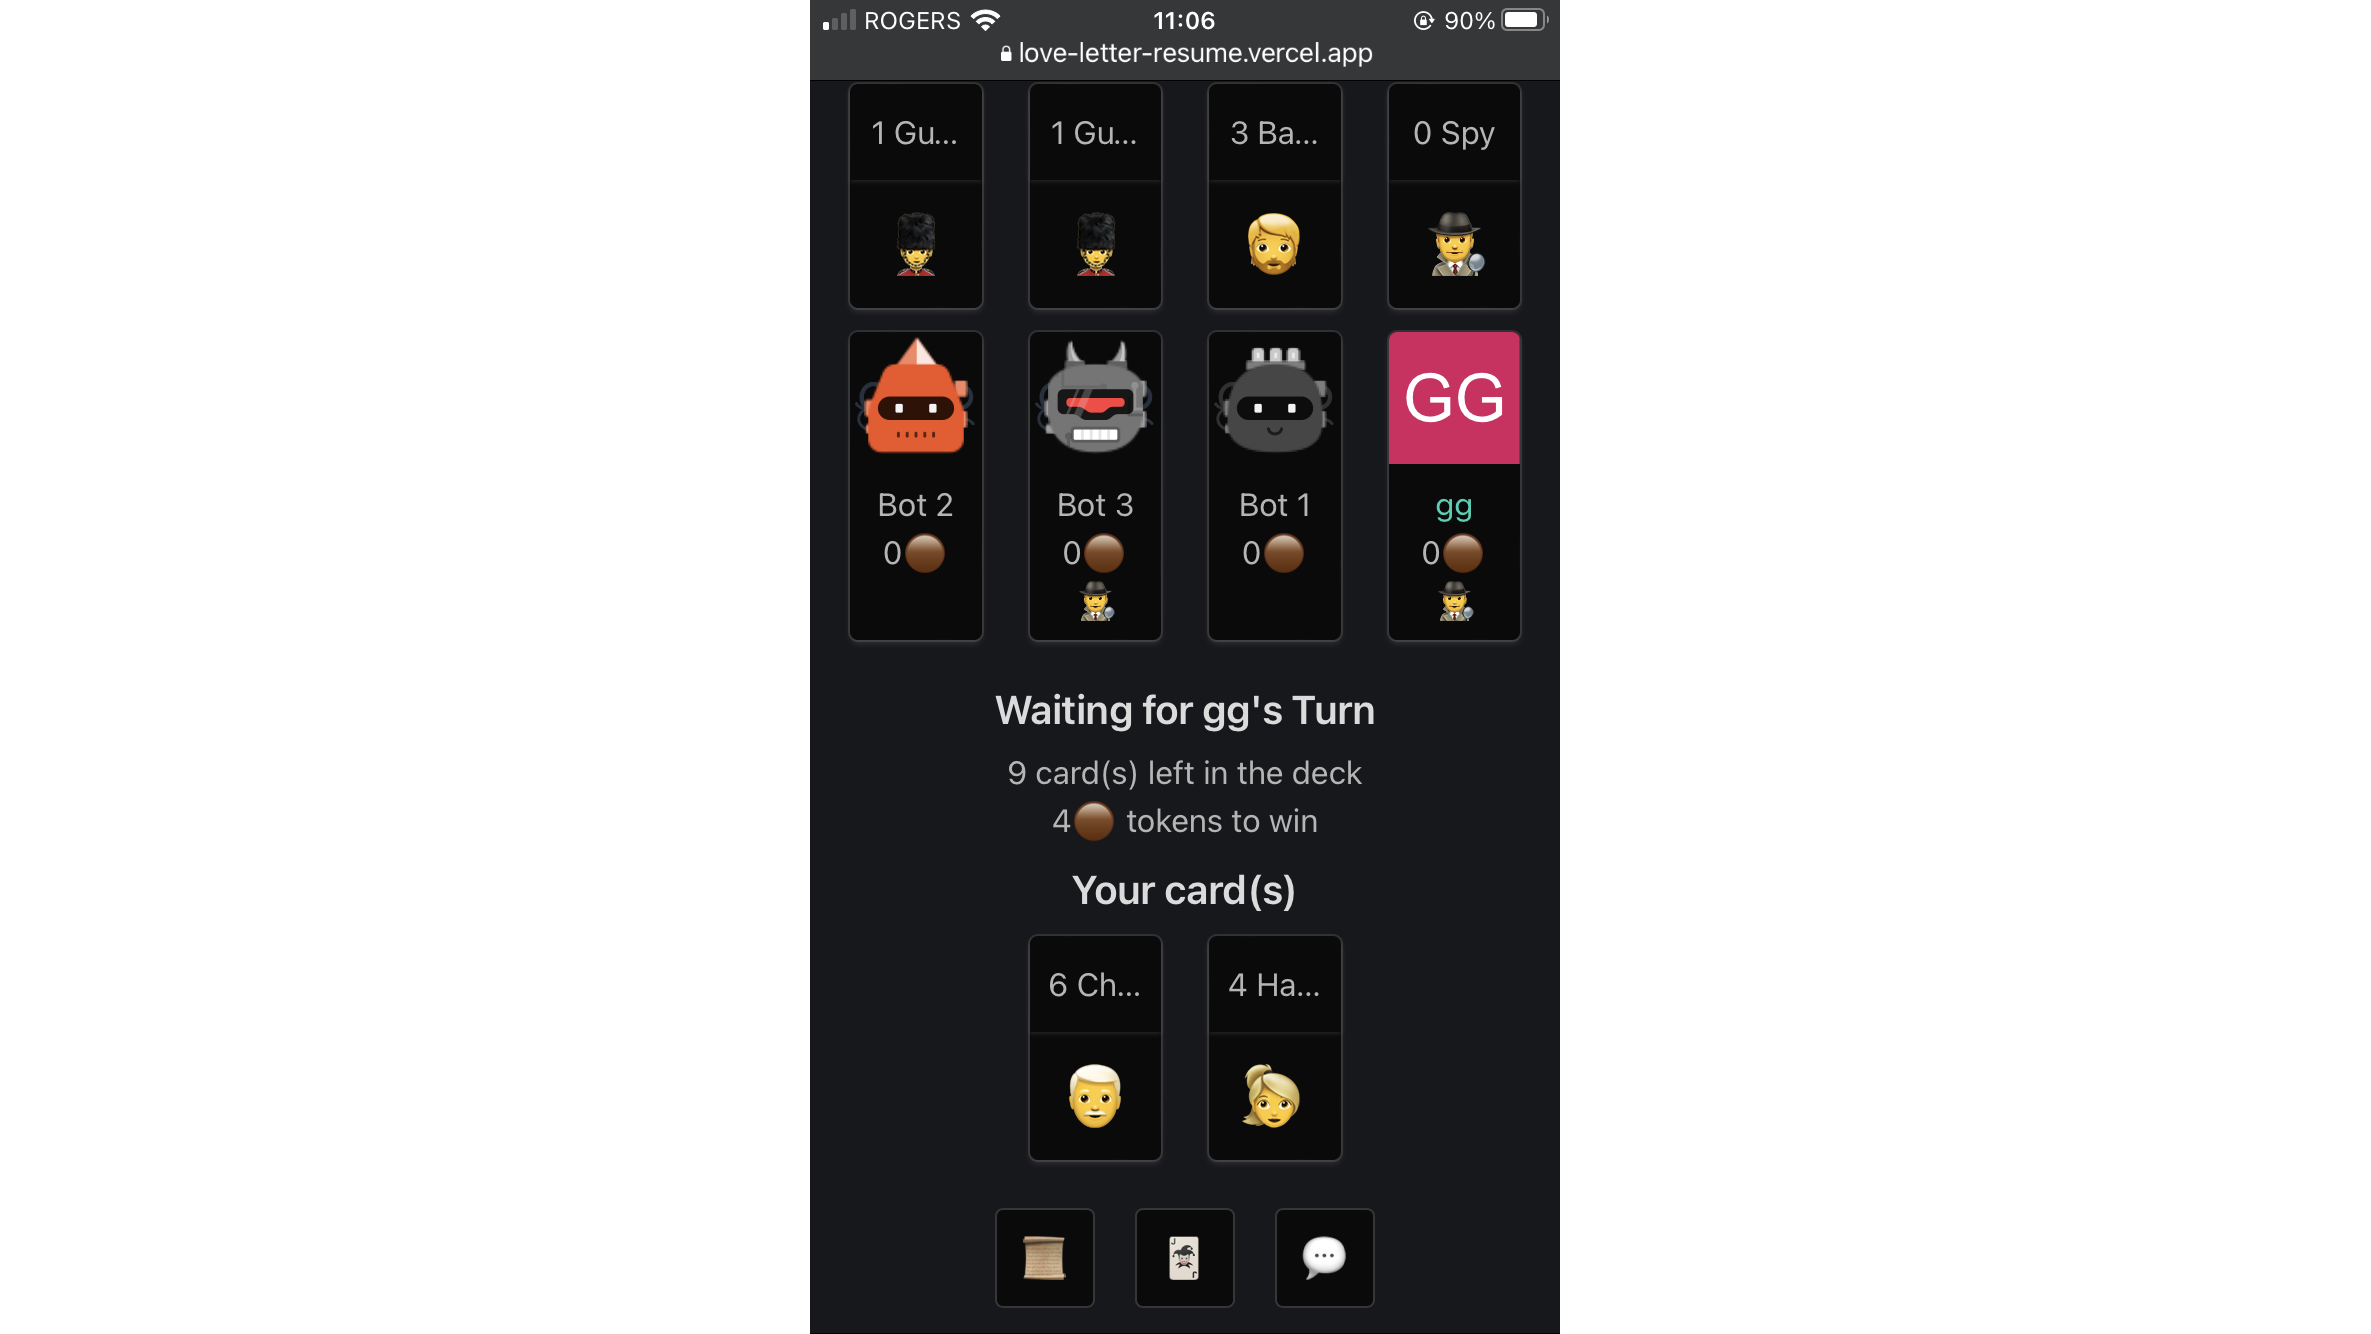 ROGERS 11:06 90%
love-letter-resume.vercel.app
1 Gu... 1 Gu... 3 Ba... 0 Spy
GG
Bot 2 Bot 3 Bot 1 gg
0 0 0 0
Waiting for gg's Turn
9 card(s) left in the deck
4 tokens to win
Your card(s)
6 Ch... 4 Ha...